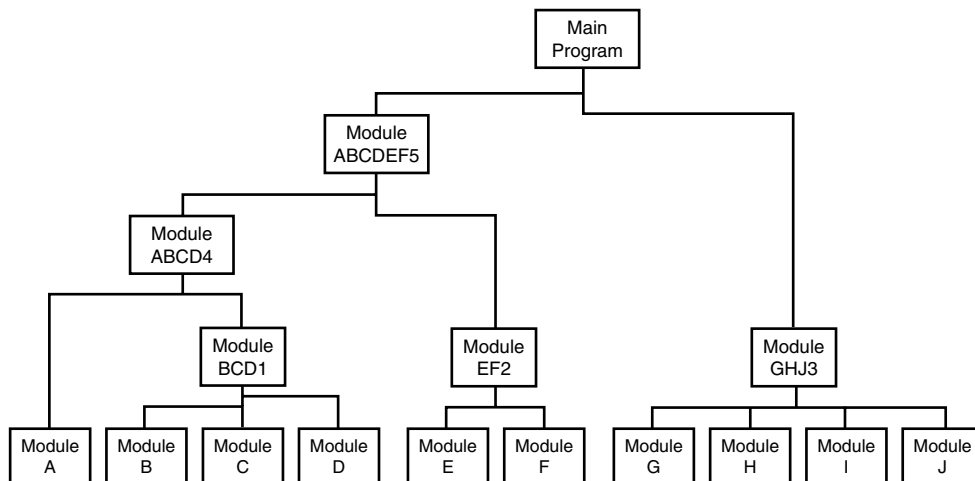 Main
Program
Module
ABCDEF5
Module
ABCD4
Module
BCD1
Module
EF2
Module
GHJ3
Module
A
Module
B
Module
C
Module
D
Module
E
Module
F
Module
G
Module
H
Module
I
Module
J